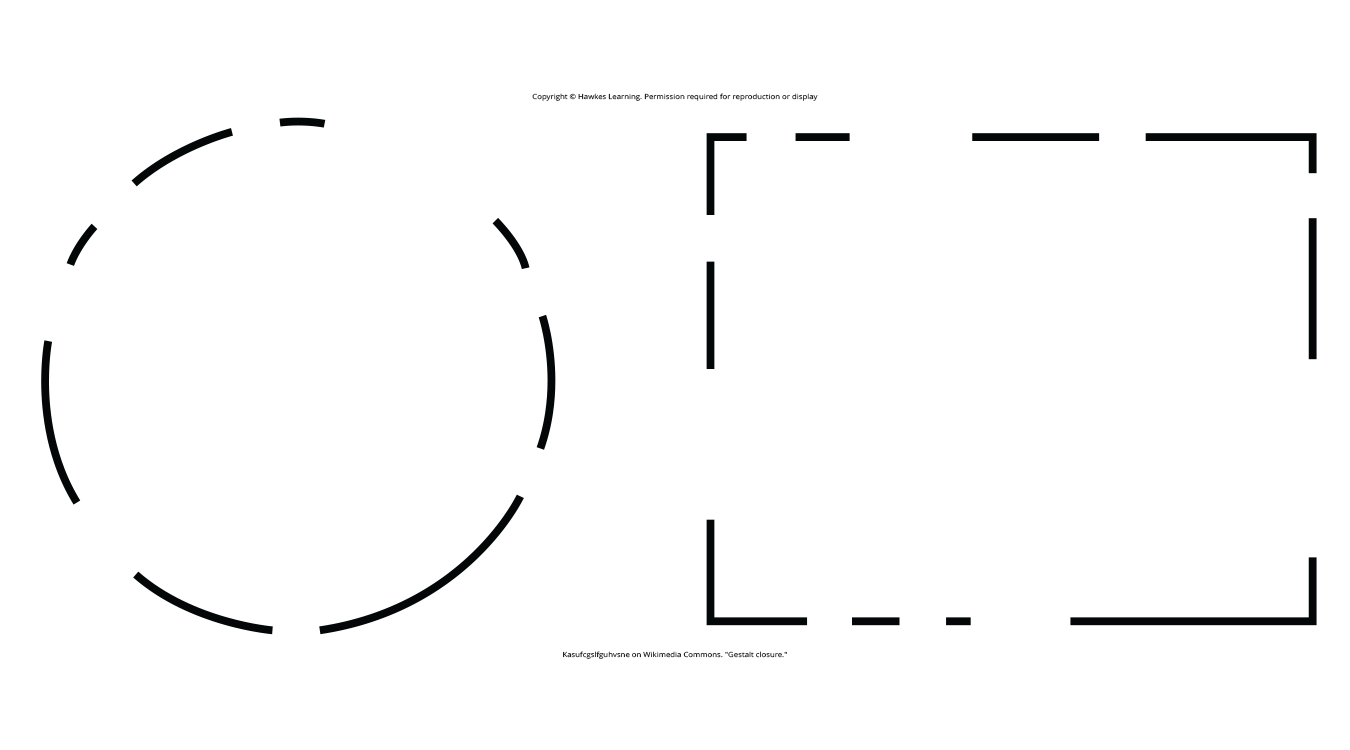 Copyright © Hawkes Learning. Permission required for reproduction or display
Kasufcgslfguhvsne on Wikimedia Commons. "Gestalt closure."